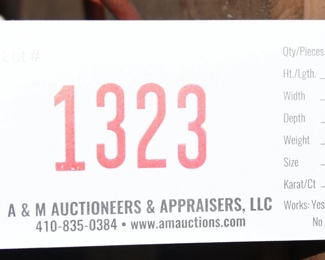 Lot #
1323
Qty/Pieces
Ht./Lgth.
Width
Depth
Weight
Size
Karat/Ct
Works: Yes
No
A & M AUCTIONEERS & APPRAISERS, LLC
410-835-0384 • www.amauctions.com